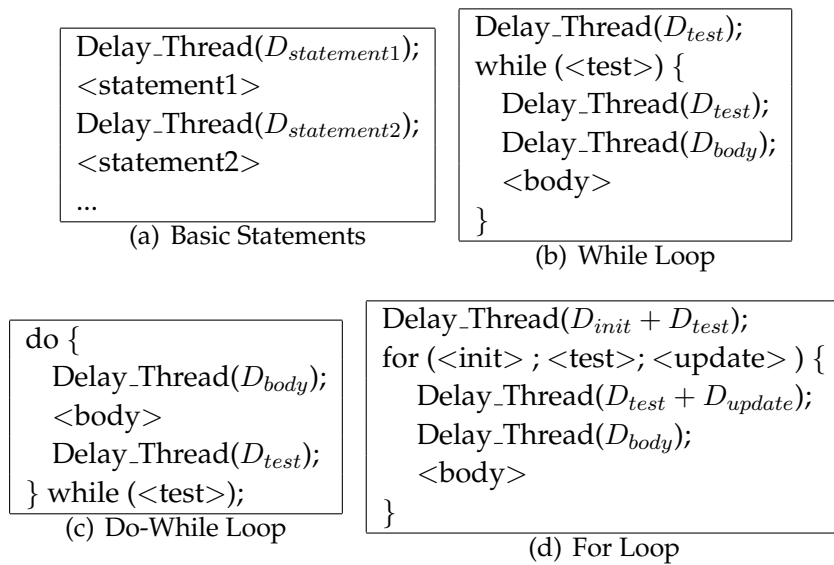 Delay_Thread(D_statement1);
<statement1>
Delay_Thread(D_statement2);
<statement2>
...
(a) Basic Statements
Delay_Thread(D_test);
while (<test>) {
Delay_Thread(D_test);
Delay_Thread(D_body);
<body>
}
(b) While Loop
do {
Delay_Thread(D_body);
<body>
Delay_Thread(D_test);
} while (<test>);
(c) Do-While Loop
Delay_Thread(D_init + D_test);
for (<init> ; <test>; <update> ) {
Delay_Thread(D_test + D_update);
Delay_Thread(D_body);
<body>
}
(d) For Loop